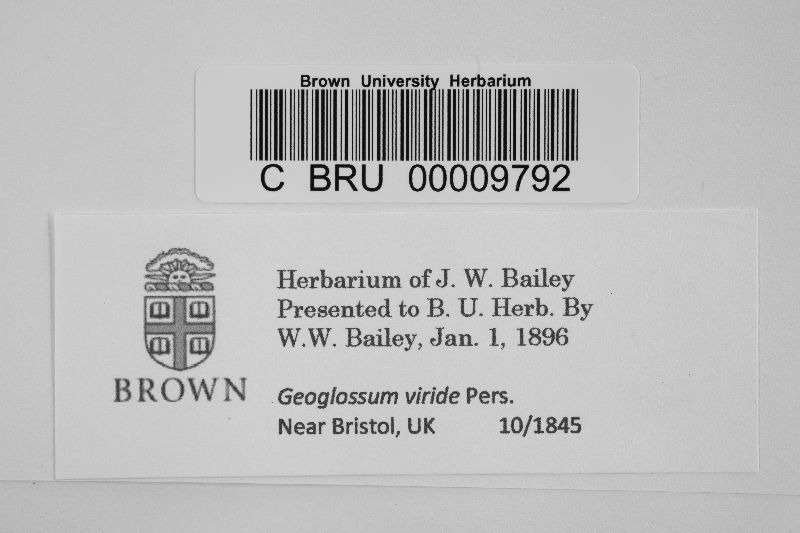 Brown University Herbarium
C BRU 00009792
Herbarium of J. W. Bailey
Presented to B. U. Herb. By
W.W. Bailey, Jan. 1, 1896
BROWN
Geoglossum viride Pers.
Near Bristol, UK 10/1845